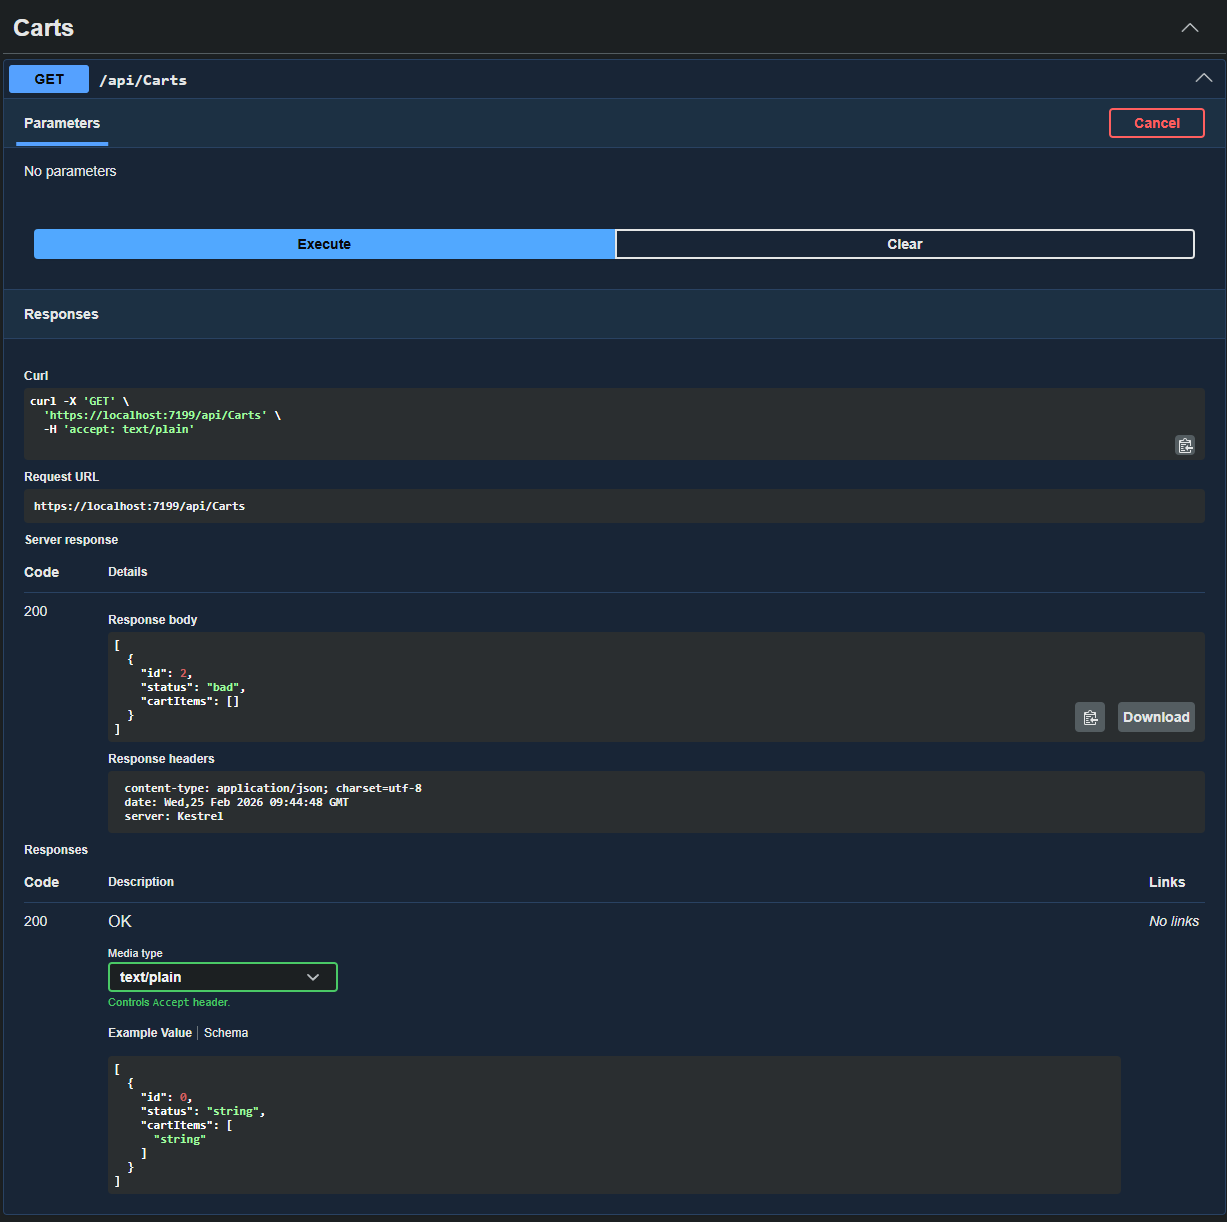 Carts
GET /api/Carts
Parameters
Cancel
No parameters
Execute
Clear
Responses
Curl
curl -X 'GET' \
  'https://localhost:7199/api/Carts' \
  -H 'accept: text/plain'
Request URL
https://localhost:7199/api/Carts
Server response
Code Details
200
Response body
[
  {
    "id": 2,
    "status": "bad",
    "cartItems": []
  }
]
Download
Response headers
content-type: application/json; charset=utf-8
date: Wed,25 Feb 2026 09:44:48 GMT
server: Kestrel
Responses
Code Description Links
200 OK No links
Media type
text/plain
Controls Accept header.
Example Value | Schema
[
  {
    "id": 0,
    "status": "string",
    "cartItems": [
      "string"
    ]
  }
]